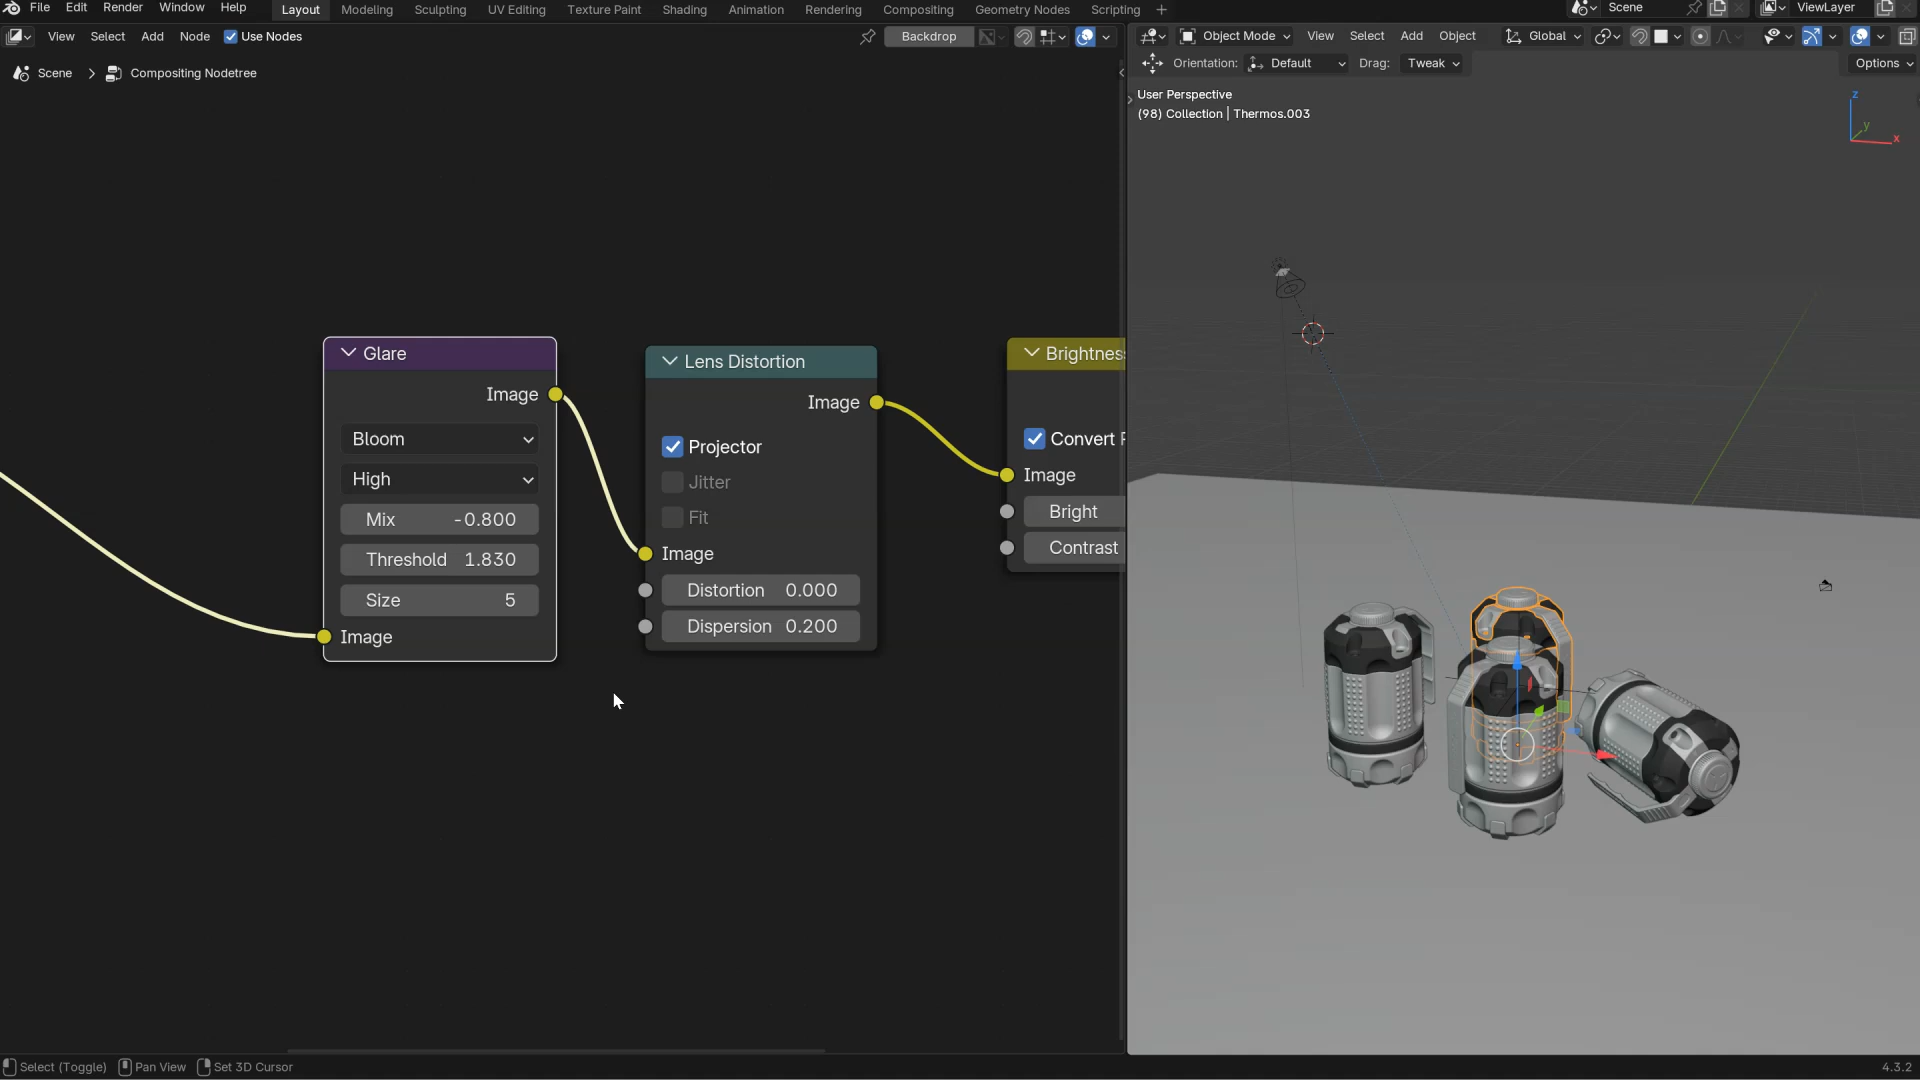 File Edit Render Window Help Layout Modeling Sculpting UV Editing Texture Paint Shading Animation Rendering Compositing Geometry Nodes Scripting + Scene ViewLayer
View Select Add Node Use Nodes Backdrop
Object Mode View Select Add Object Global
Scene > Compositing Nodetree
Orientation: Default Drag: Tweak Options
User Perspective
(98) Collection | Thermos.003
z
y
x
Glare
Image
Bloom
High
Mix -0.800
Threshold 1.830
Size 5
Image
Lens Distortion
Image
Projector
Jitter
Fit
Image
Distortion 0.000
Dispersion 0.200
Brightnes
Convert
Image
Bright
Contrast
Select (Toggle) Pan View Set 3D Cursor 4.3.2